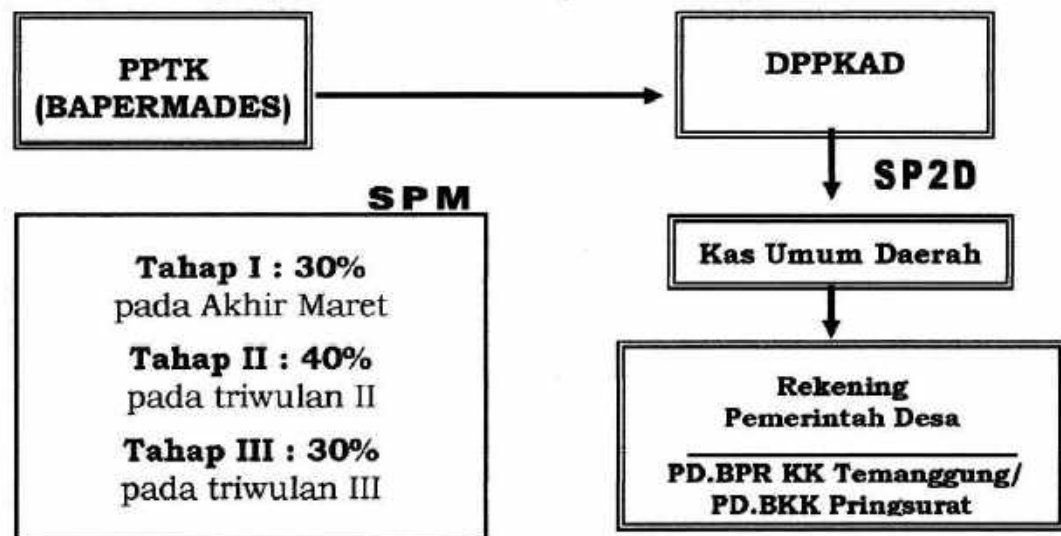 PPTK
(BAPERMADES)
DPPKAD
SP2D
SPM
Tahap I : 30%
pada Akhir Maret
Tahap II : 40%
pada triwulan II
Tahap III : 30%
pada triwulan III
Kas Umum Daerah
Rekening
Pemerintah Desa
PD.BPR KK Temanggung/
PD.BKK Pringsurat